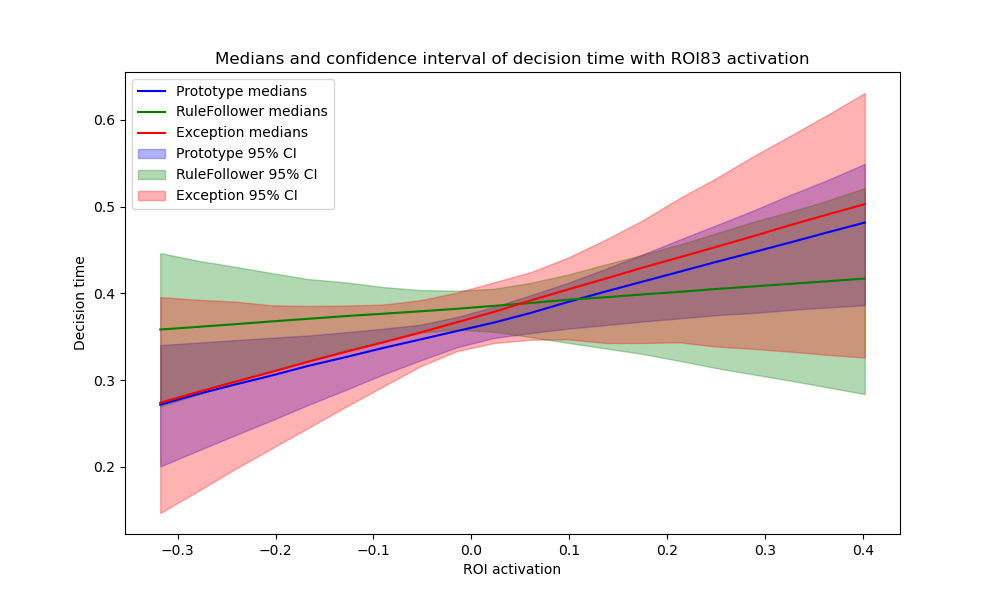 Medians and confidence interval of decision time with ROI83 activation
Prototype medians
RuleFollower medians
Exception medians
Prototype 95% CI
RuleFollower 95% CI
Exception 95% CI
0.6
0.5
0.4
0.3
0.2
Decision time
−0.3
−0.2
−0.1
0.0
0.1
0.2
0.3
0.4
ROI activation